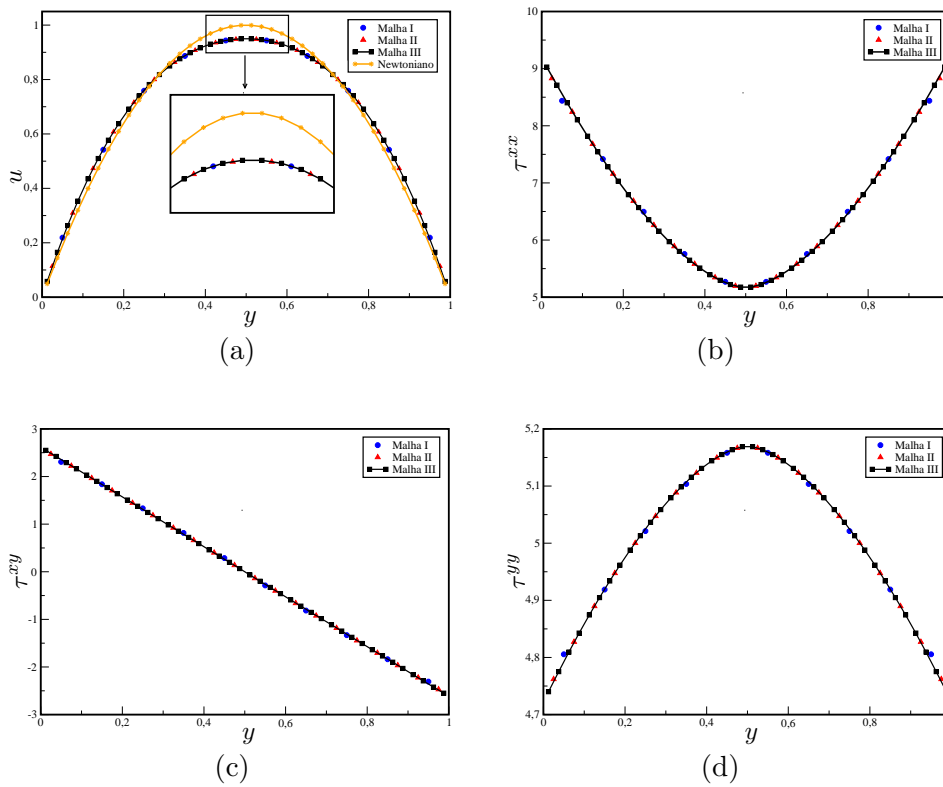 1
0,8
0,6
0,4
0,2
0
u
0
0,2
0,4
0,6
0,8
1
y
Malha I
Malha II
Malha III
Newtoniano
(a)
10
9
8
7
6
5
τ^{xx}
0
0,2
0,4
0,6
0,8
y
Malha I
Malha II
Malha III
(b)
3
2
1
0
-1
-2
-3
τ^{xy}
0
0,2
0,4
0,6
0,8
1
y
Malha I
Malha II
Malha III
(c)
5,2
5,1
5
4,9
4,8
4,7
τ^{yy}
0
0,2
0,4
0,6
0,8
y
Malha I
Malha II
Malha III
(d)